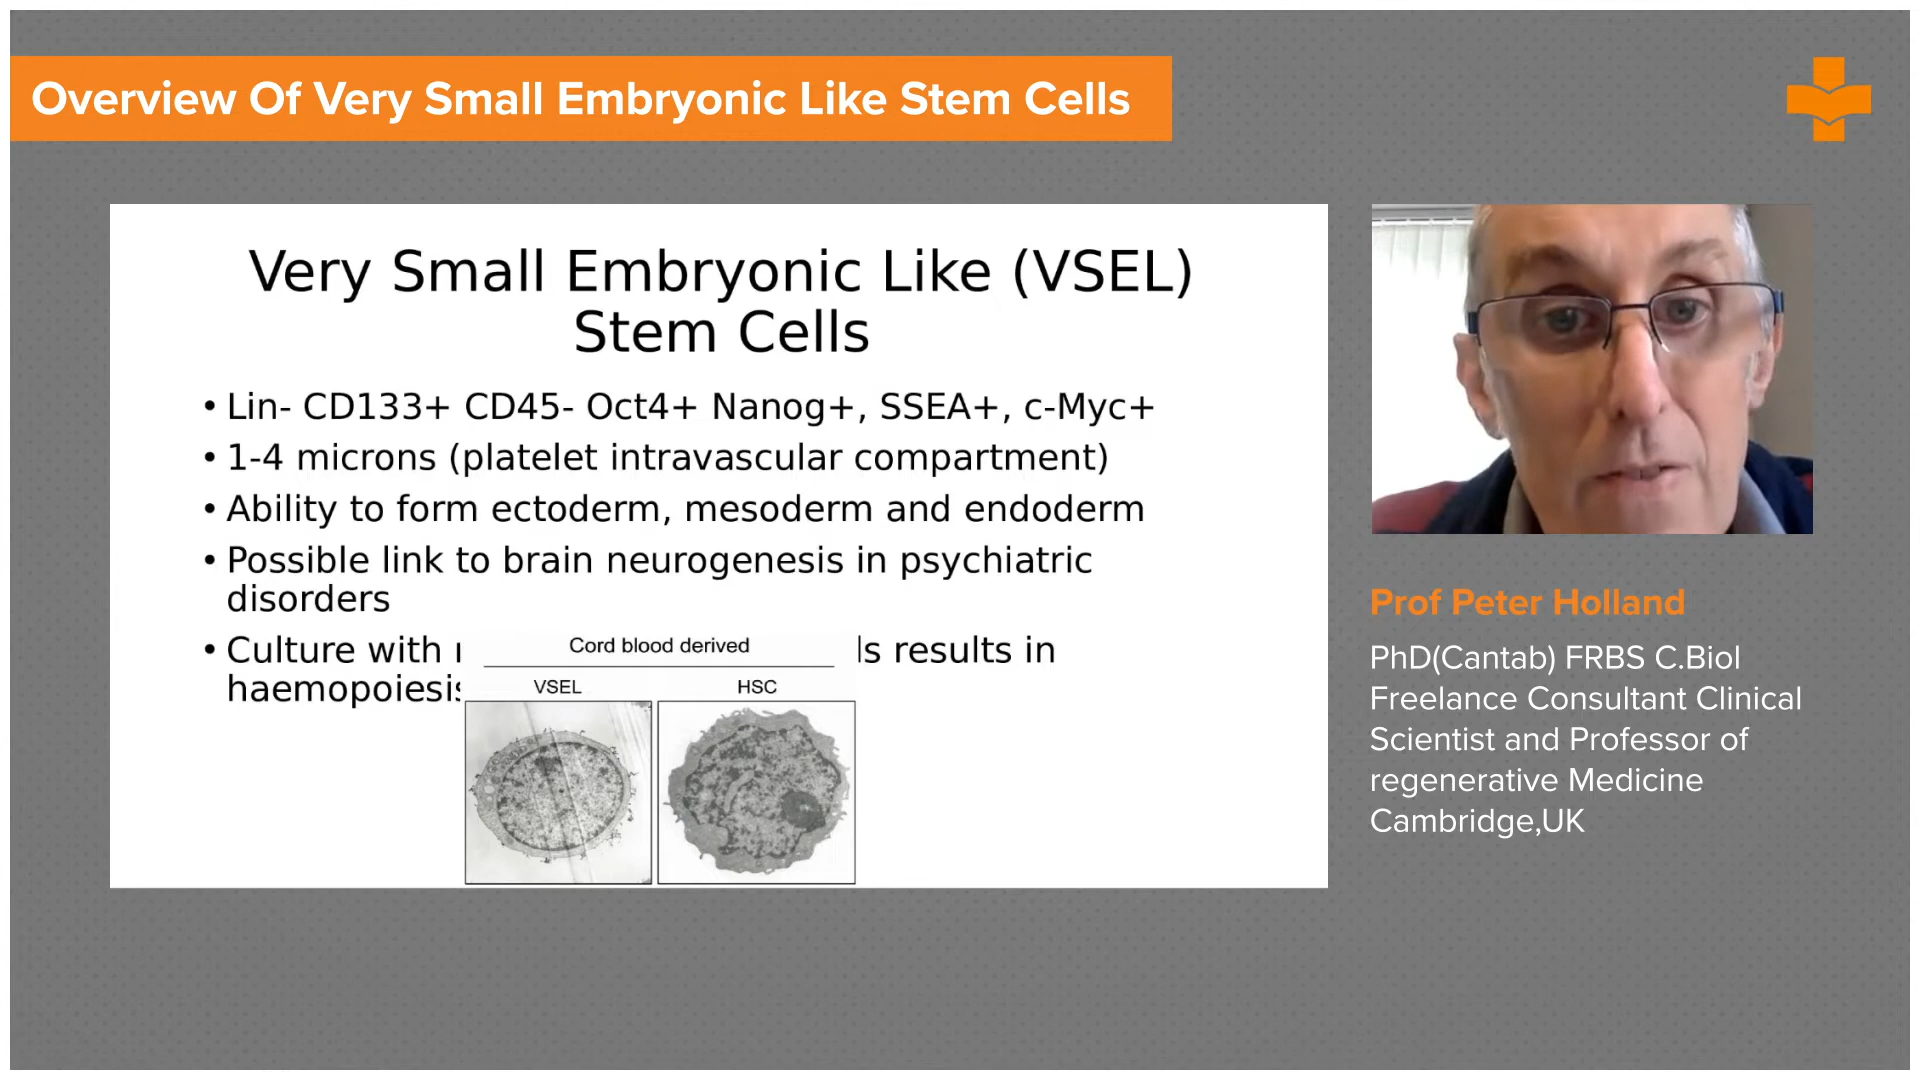 Overview Of Very Small Embryonic Like Stem Cells
Very Small Embryonic Like (VSEL)
Stem Cells
• Lin- CD133+ CD45- Oct4+ Nanog+, SSEA+, c-Myc+
• 1-4 microns (platelet intravascular compartment)
• Ability to form ectoderm, mesoderm and endoderm
• Possible link to brain neurogenesis in psychiatric
disorders
• Culture with results in
haemopoiesis
Cord blood derived
VSEL HSC
Prof Peter Holland
PhD(Cantab) FRBS C.Biol
Freelance Consultant Clinical
Scientist and Professor of
regenerative Medicine
Cambridge,UK